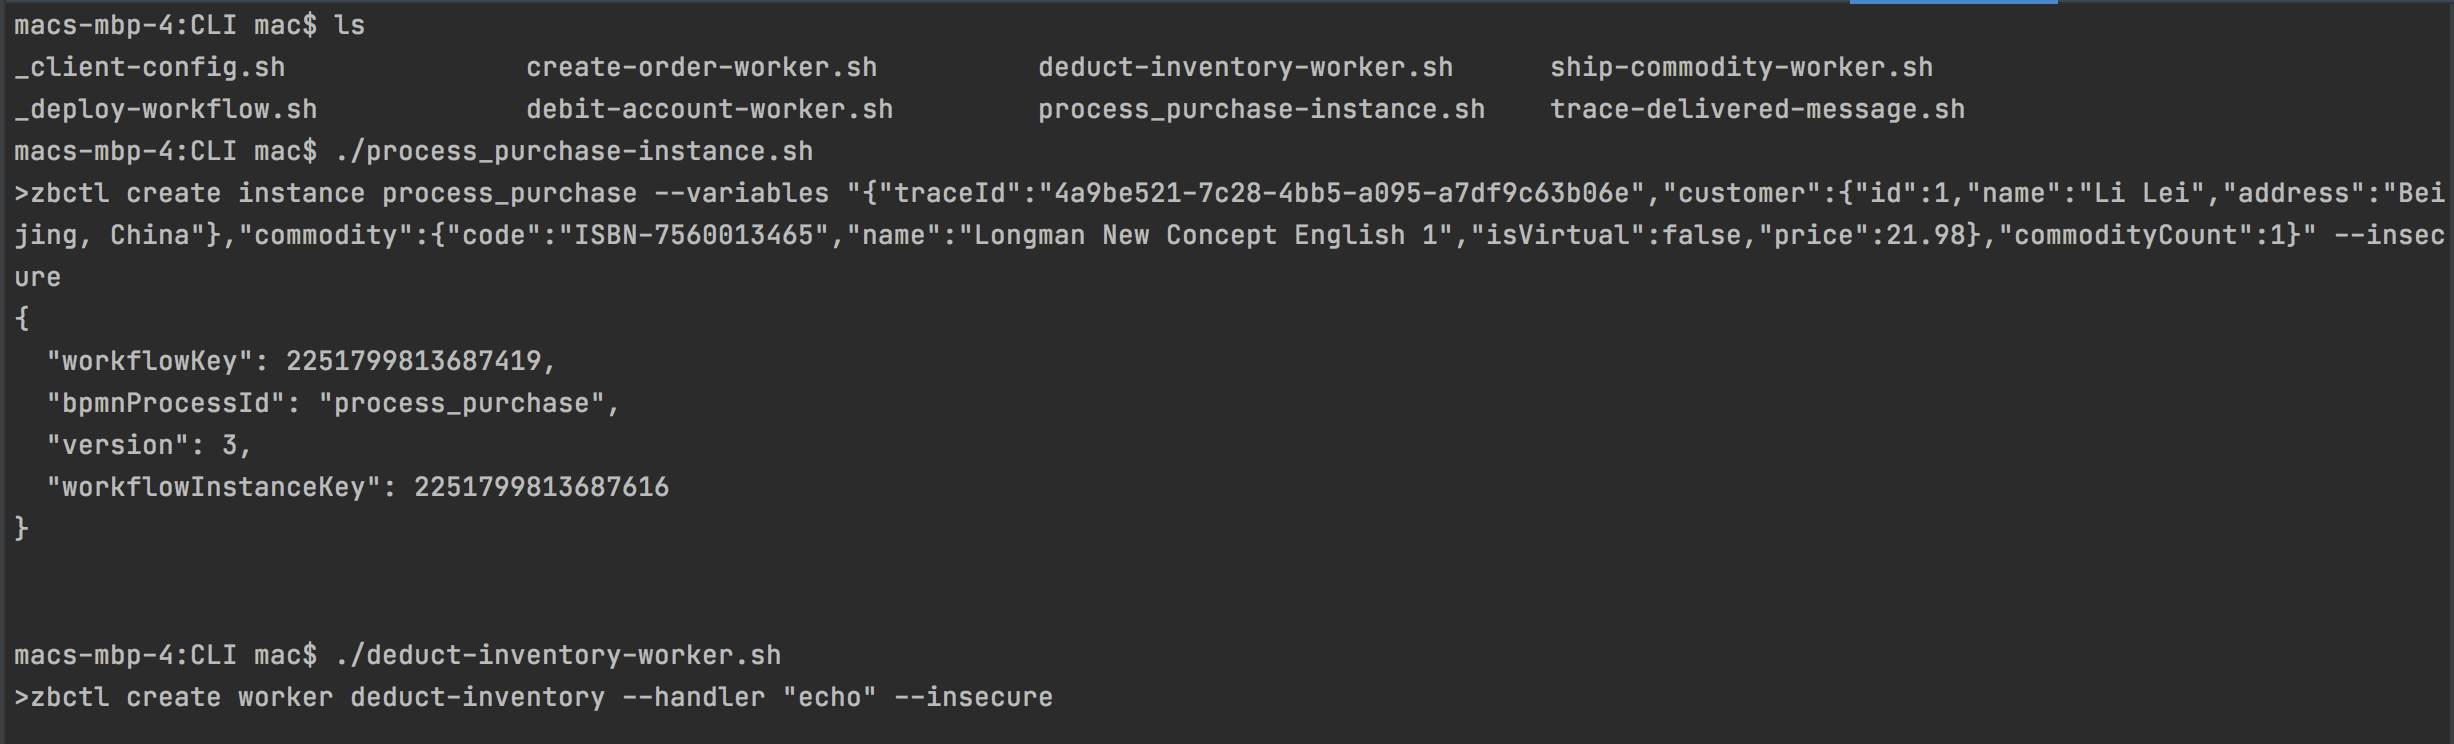 macs-mbp-4:CLI mac$ ls
_client-config.sh               create-order-worker.sh          deduct-inventory-worker.sh      ship-commodity-worker.sh
_deploy-workflow.sh             debit-account-worker.sh         process_purchase-instance.sh    trace-delivered-message.sh
macs-mbp-4:CLI mac$ ./process_purchase-instance.sh
>zbctl create instance process_purchase --variables "{"traceId":"4a9be521-7c28-4bb5-a095-a7df9c63b06e","customer":{"id":1,"name":"Li Lei","address":"Bei
jing, China"},"commodity":{"code":"ISBN-7560013465","name":"Longman New Concept English 1","isVirtual":false,"price":21.98},"commodityCount":1}" --insec
ure
{
  "workflowKey": 2251799813687419,
  "bpmnProcessId": "process_purchase",
  "version": 3,
  "workflowInstanceKey": 2251799813687616
}
macs-mbp-4:CLI mac$ ./deduct-inventory-worker.sh
>zbctl create worker deduct-inventory --handler "echo" --insecure